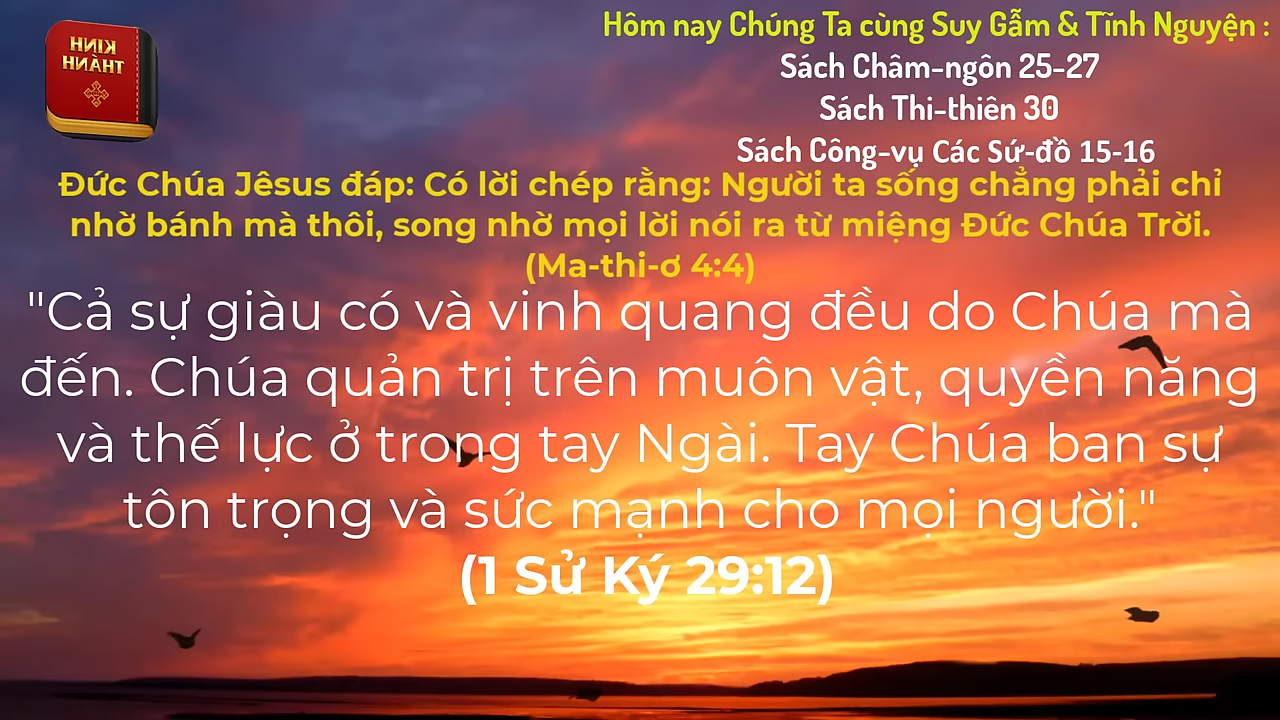 KINH
THÁNH
Hôm nay Chúng Ta cùng Suy Gẫm & Tĩnh Nguyện :
Sách Châm-ngôn 25-27
Sách Thi-thiên 30
Sách Công-vụ Các Sứ-đồ 15-16
Đức Chúa Jêsus đáp: Có lời chép rằng: Người ta sống chẳng phải chỉ
nhờ bánh mà thôi, song nhờ mọi lời nói ra từ miệng Đức Chúa Trời.
(Ma-thi-ơ 4:4)
"Cả sự giàu có và vinh quang đều do Chúa mà
đến. Chúa quản trị trên muôn vật, quyền năng
và thế lực ở trong tay Ngài. Tay Chúa ban sự
tôn trọng và sức mạnh cho mọi người."
(1 Sử Ký 29:12)